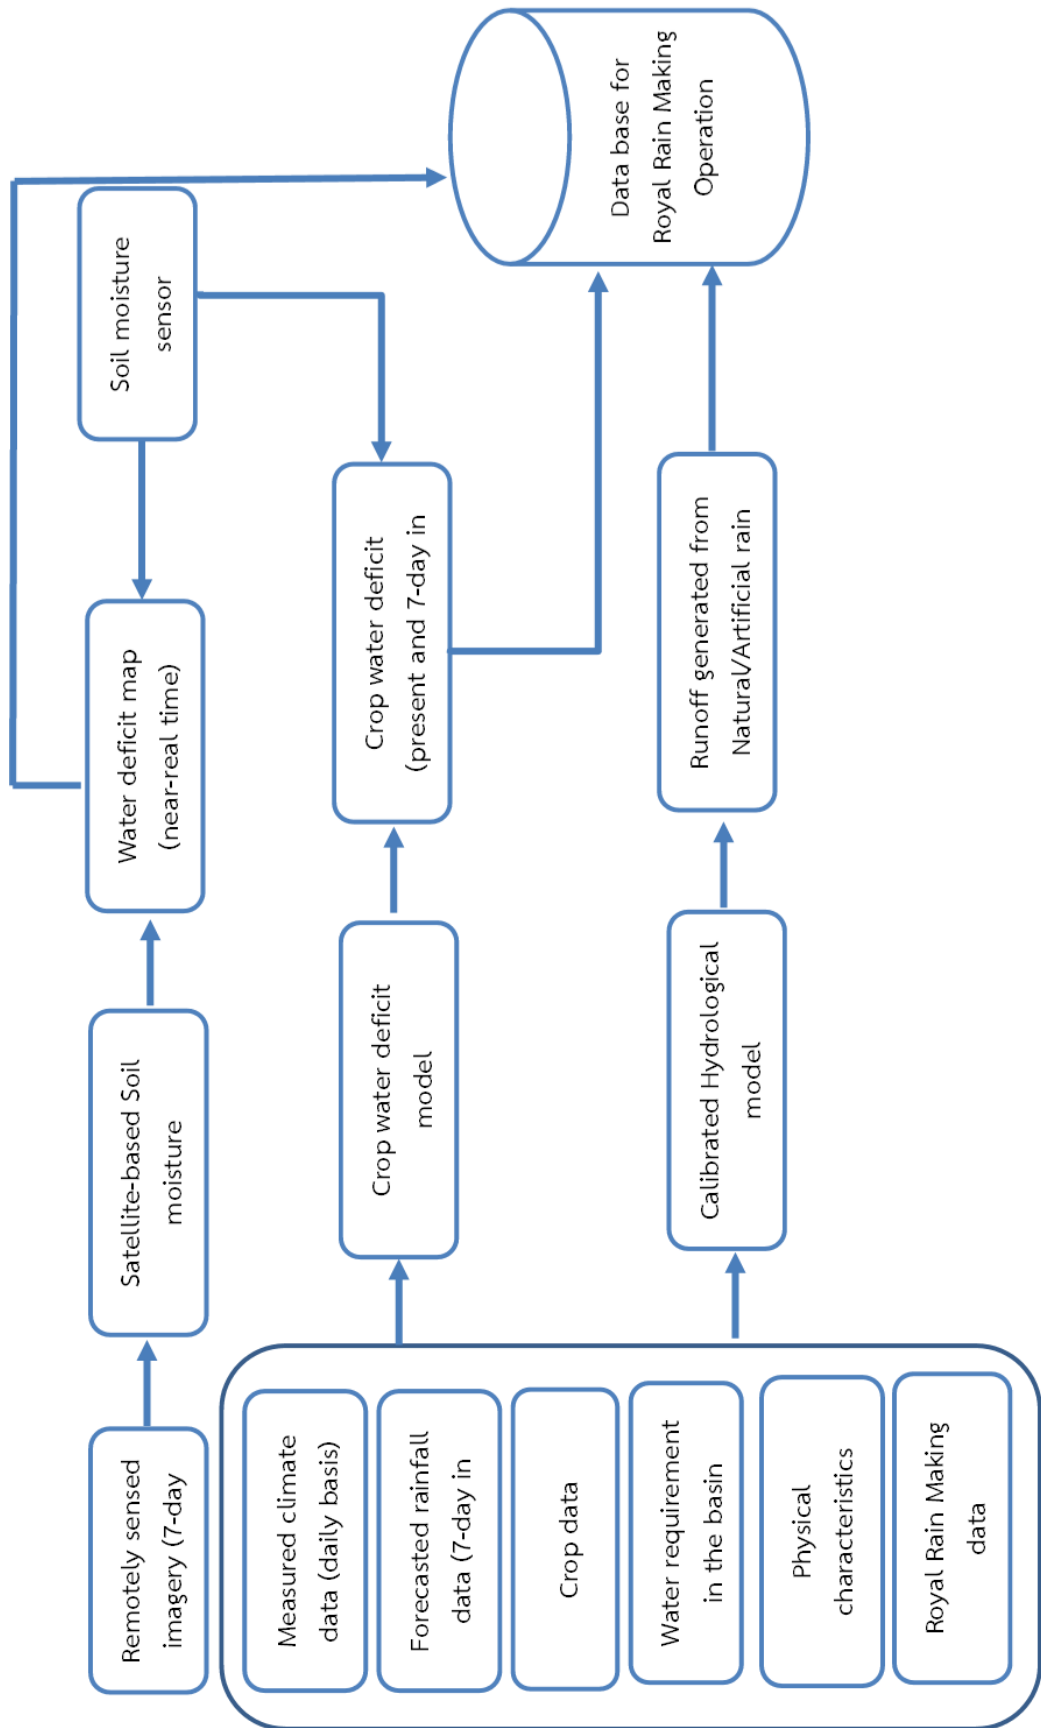 Remotely sensed
imagery (7-day
Satellite-based Soil
moisture
Water deficit map
(near-real time)
Soil moisture
sensor
Measured climate
data (daily basis)
Forecasted rainfall
data (7-day in
Crop data
Water requirement
in the basin
Physical
characteristics
Royal Rain Making
data
Crop water deficit
model
Crop water deficit
(present and 7-day in
Calibrated Hydrological
model
Runoff generated from
Natural/Artificial rain
Data base for
Royal Rain Making
Operation